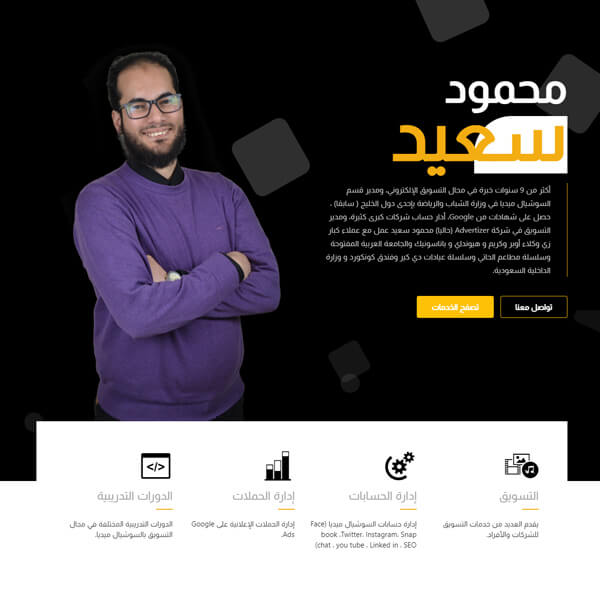 محمود
سعيد
أكثر من 9 سنوات خبرة في مجال التسويق الإلكتروني، ومدير قسم
السوشيال ميديا في وزارة الشباب والرياضة بإحدى دول الخليج ( سابقا) ،
حصل على شهادات من Google، أدار حساب شركات كبرى كثيرة، ومدير
التسويق في شركة Advertizer (حاليا) محمود سعيد عمل مع عملاء كبار
زي وكلاء أوبر وكريم و هيونداي و باناسونيك والجامعة العربية المفتوحة
وسلسلة مطاعم الحاتي وسلسلة عيادات دي كير وفندق كونكورد و وزارة
الداخلية السعودية.
تواصل معنا
تصفح الخدمات
التسويق
يقدم العديد من خدمات التسويق
للشركات والأفراد.
إدارة الحسابات
إدارة حسابات السوشيال ميديا (Face
book ،Twitter، Instagram، Snap
chat ، you tube ، Linked in ، SEO)
إدارة الحملات
إدارة الحملات الإعلانية على Google
Ads.
</>
الدورات التدريبية
الدورات التدريبية المختلفة في مجال
التسويق بالسوشيال ميديا.